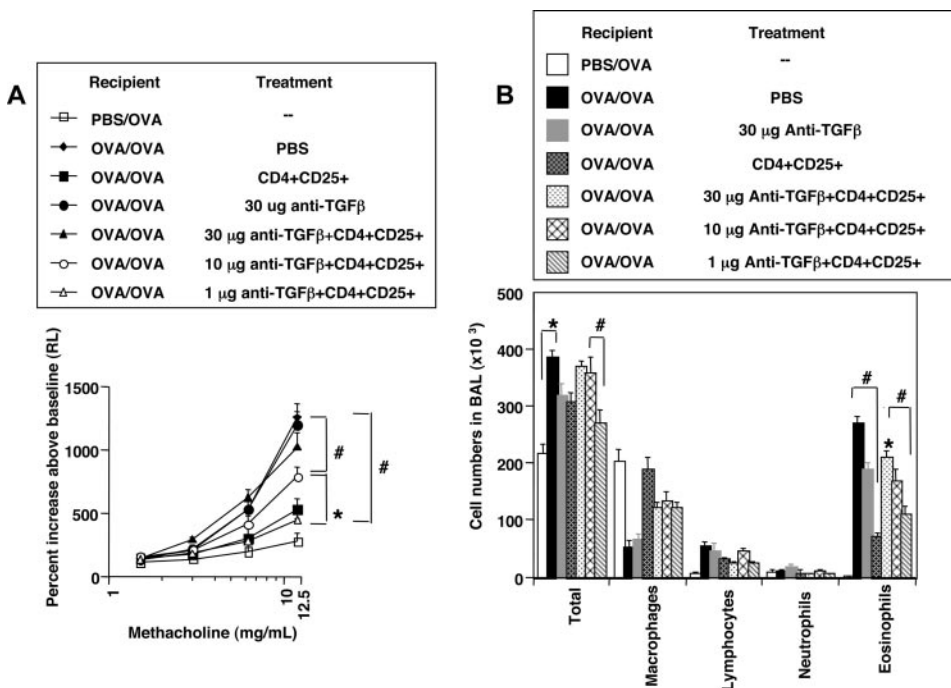 A
Recipient Treatment
PBS/OVA --
OVA/OVA PBS
OVA/OVA CD4+CD25+
OVA/OVA 30 ug anti-TGFβ
OVA/OVA 30 μg anti-TGFβ+CD4+CD25+
OVA/OVA 10 μg anti-TGFβ+CD4+CD25+
OVA/OVA 1 μg anti-TGFβ+CD4+CD25+
Percent increase above baseline (RL)
1500
1000
500
0
#
*
#
1 10 12.5
Methacholine (mg/mL)
B
Recipient Treatment
PBS/OVA --
OVA/OVA PBS
OVA/OVA 30 μg Anti-TGFβ
OVA/OVA CD4+CD25+
OVA/OVA 30 μg Anti-TGFβ+CD4+CD25+
OVA/OVA 10 μg Anti-TGFβ+CD4+CD25+
OVA/OVA 1 μg Anti-TGFβ+CD4+CD25+
Cell numbers in BAL (x10 3)
500
400
300
200
100
0
* #
# #
*
Total
Macrophages
Lymphocytes
Neutrophils
Eosinophils